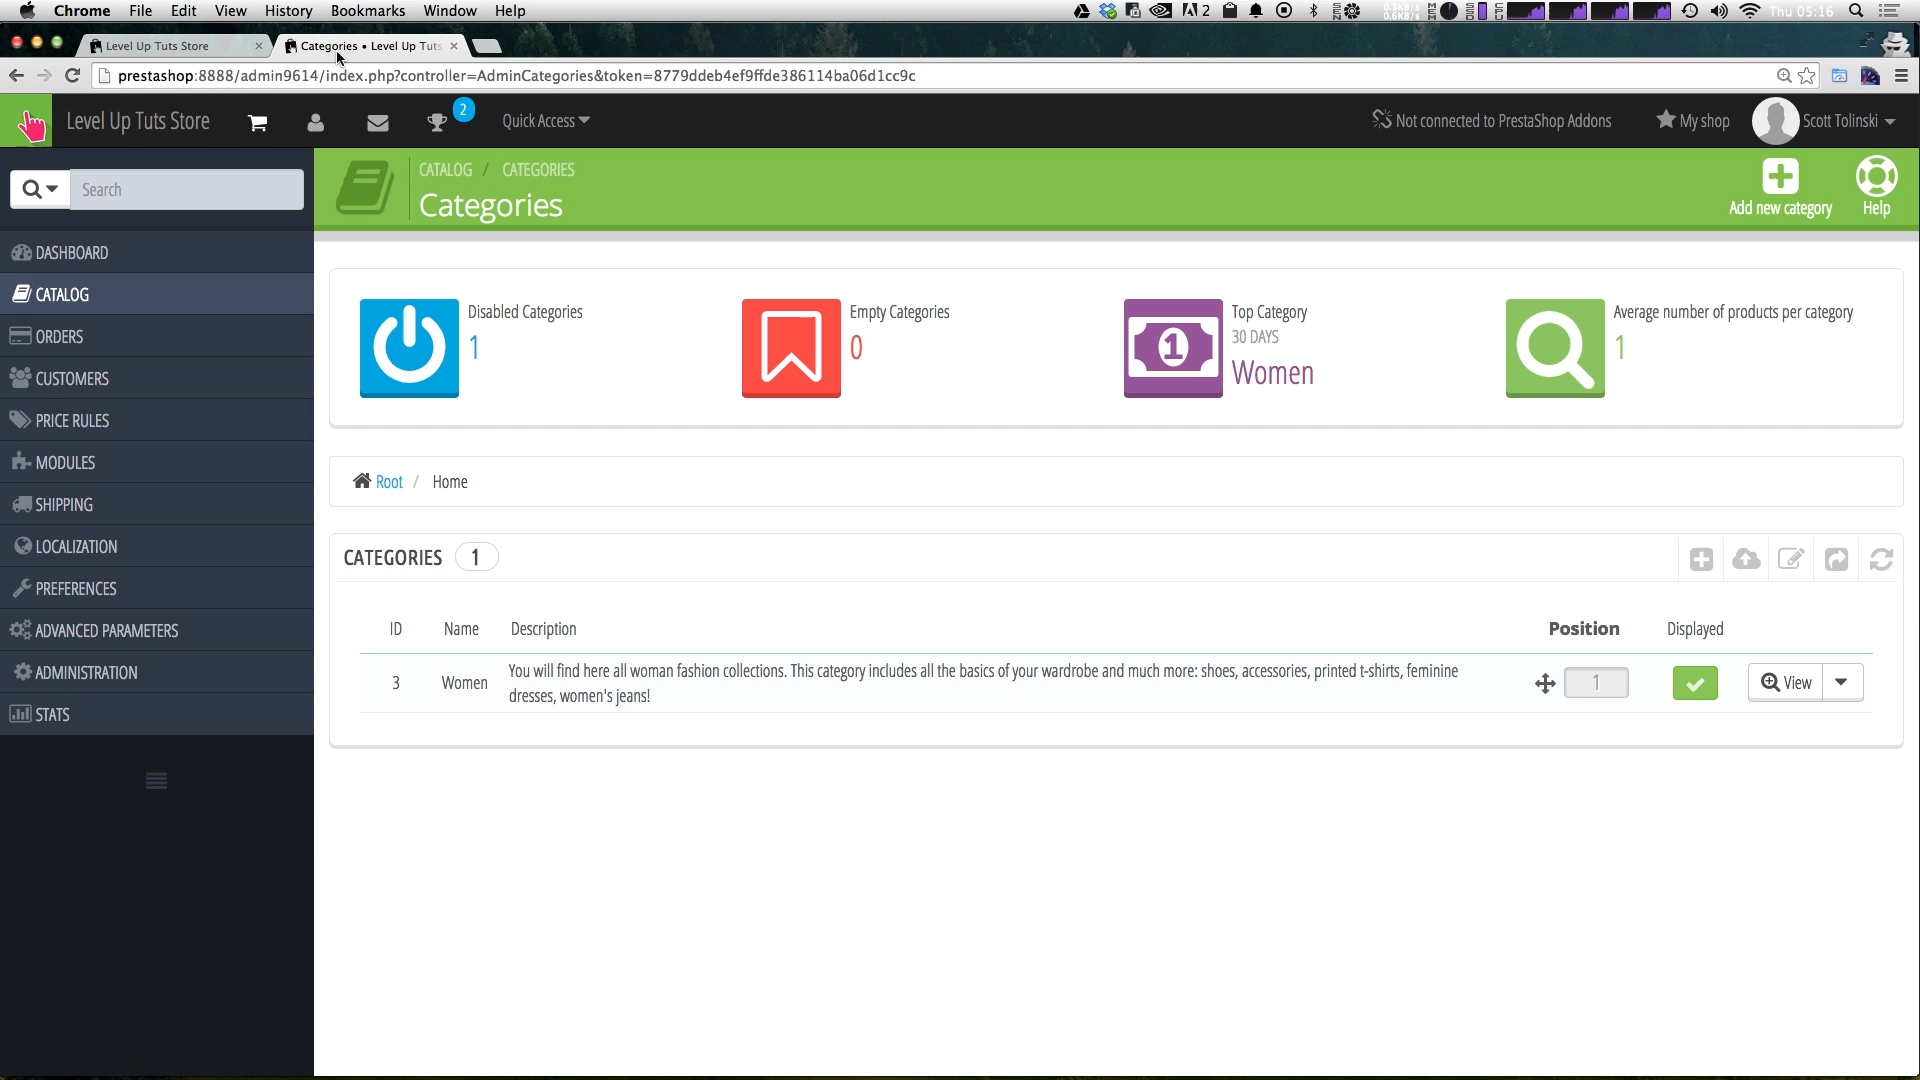 Chrome File Edit View History Bookmarks Window Help
2 Thu 05:16
Level Up Tuts Store
Categories • Level Up Tuts
prestashop:8888/admin9614/index.php?controller=AdminCategories&token=8779ddeb4ef9ffde386114ba06d1cc9c
Level Up Tuts Store
2
Quick Access
Not connected to PrestaShop Addons
My shop
Scott Tolinski
Search
CATALOG / CATEGORIES
Categories
Add new category
Help
DASHBOARD
CATALOG
ORDERS
CUSTOMERS
PRICE RULES
MODULES
SHIPPING
LOCALIZATION
PREFERENCES
ADVANCED PARAMETERS
ADMINISTRATION
STATS
Disabled Categories
1
Empty Categories
0
1
Top Category
30 DAYS
Women
Average number of products per category
1
Root / Home
CATEGORIES 1
ID Name Description Position Displayed
3 Women You will find here all woman fashion collections. This category includes all the basics of your wardrobe and much more: shoes, accessories, printed t-shirts, feminine
dresses, women's jeans!
1
View